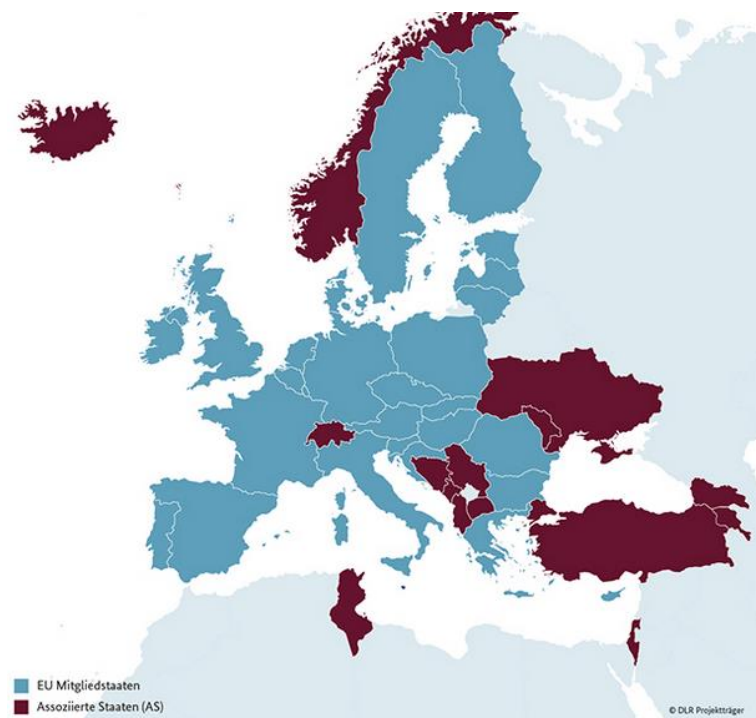 EU Mitgliedstaaten
Assoziierte Staaten (AS)
© DLR Projektträger